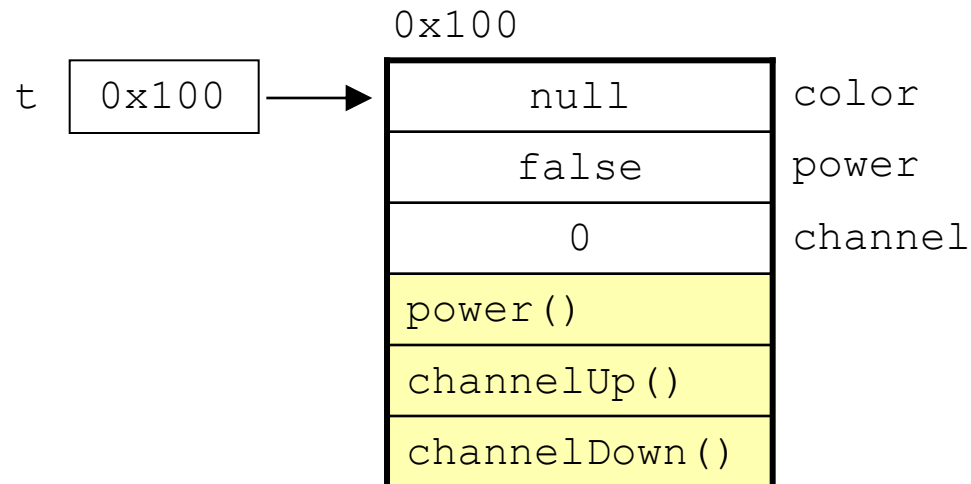 0x100
t 0x100 null color
false power
0 channel
power()
channelUp()
channelDown()